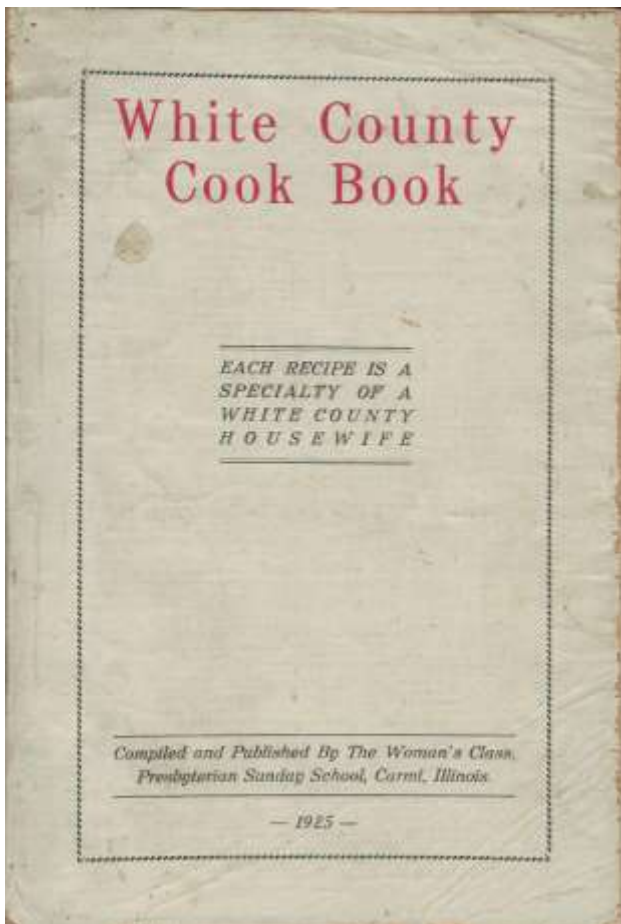 White County
Cook Book
EACH RECIPE IS A
SPECIALTY OF A
WHITE COUNTY
HOUSEWIFE
Compiled and Published By The Woman's Class,
Presbyterian Sunday School, Carmi, Illinois
— 1925 —